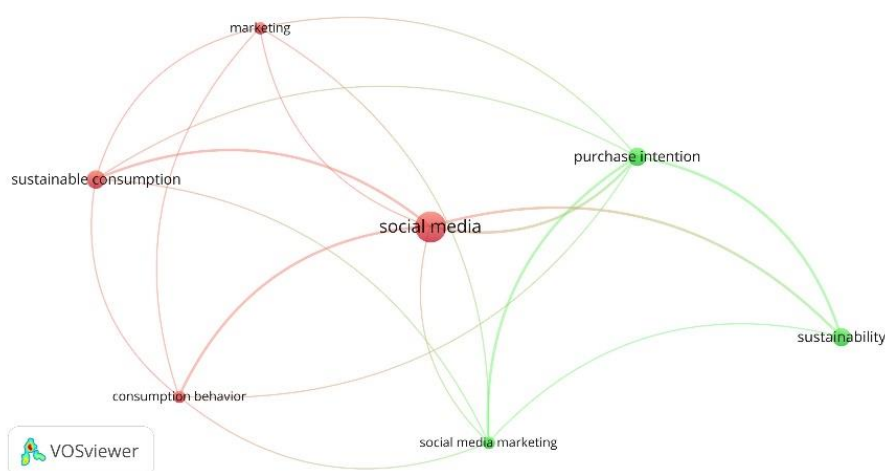 marketing
purchase intention
sustainable consumption
social media
sustainability
consumption behavior
social media marketing
VOSviewer